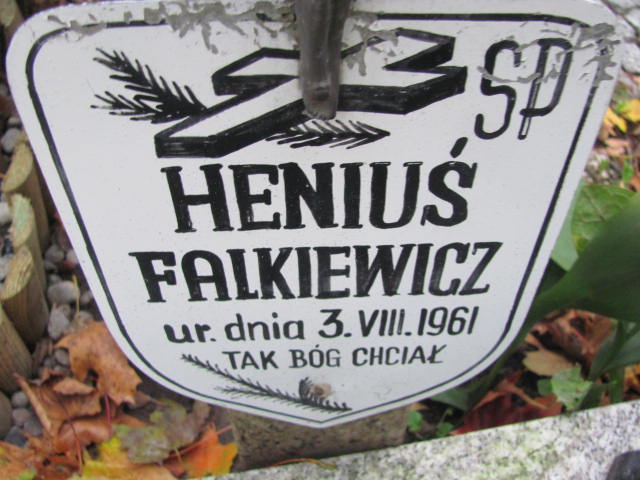 ŚP
HENIUŚ
FALKIEWICZ
ur. dnia 3.VIII.1961
TAK BÓG CHCIAŁ